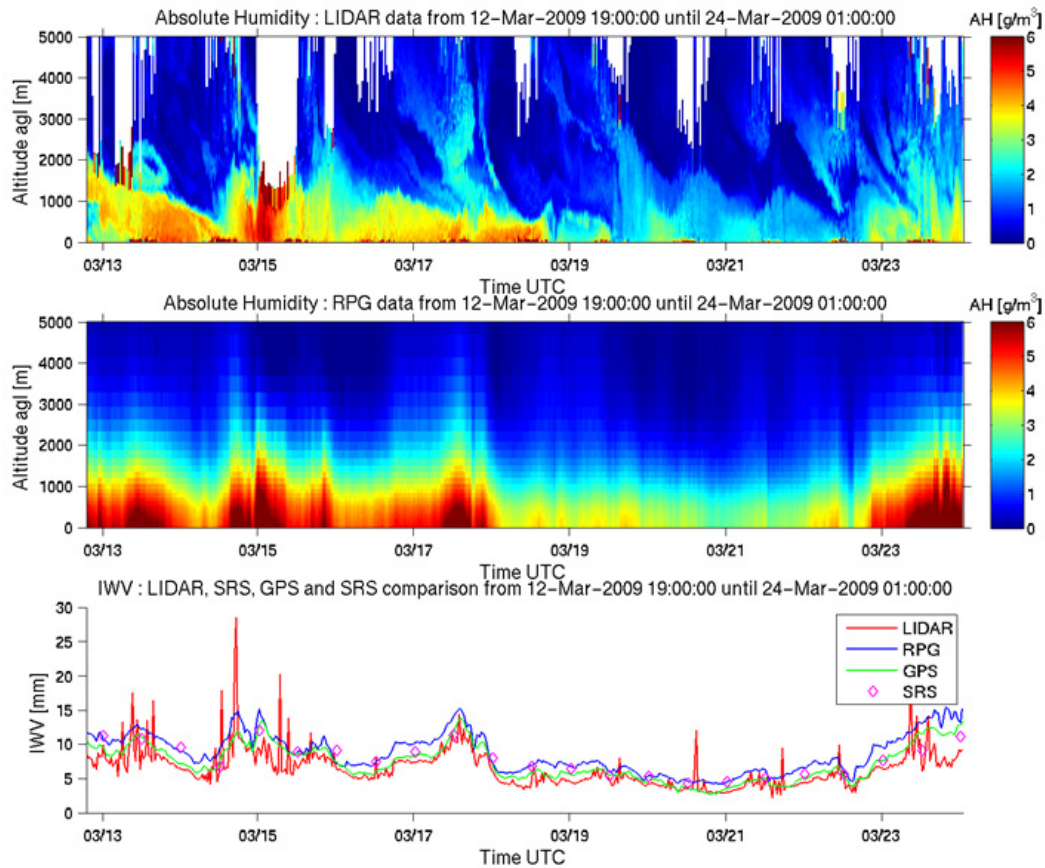 Absolute Humidity : LIDAR data from 12-Mar-2009 19:00:00 until 24-Mar-2009 01:00:00
AH [g/m³]
5000
4000
3000
2000
1000
0
Altitude agl [m]
6
5
4
3
2
1
0
03/13 03/15 03/17 03/19 03/21 03/23
Time UTC
Absolute Humidity : RPG data from 12-Mar-2009 19:00:00 until 24-Mar-2009 01:00:00
AH [g/m³]
5000
4000
3000
2000
1000
0
Altitude agl [m]
6
5
4
3
2
1
0
03/13 03/15 03/17 03/19 03/21 03/23
Time UTC
IWV : LIDAR, SRS, GPS and SRS comparison from 12-Mar-2009 19:00:00 until 24-Mar-2009 01:00:00
30
25
20
15
10
5
0
IWV (mm)
LIDAR
RPG
GPS
SRS
03/13 03/15 03/17 03/19 03/21 03/23
Time UTC